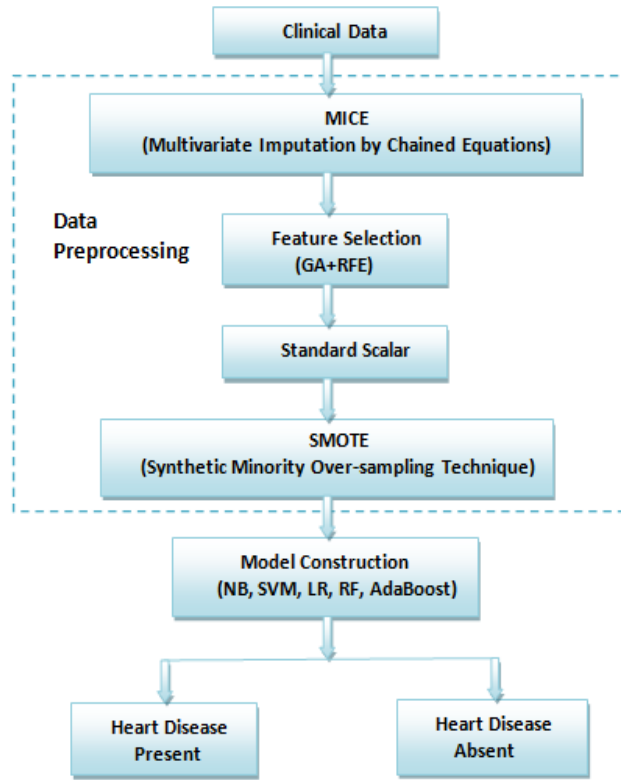 Clinical Data
MICE
(Multivariate Imputation by Chained Equations)
Data
Preprocessing
Feature Selection
(GA+RFE)
Standard Scalar
SMOTE
(Synthetic Minority Over-sampling Technique)
Model Construction
(NB, SVM, LR, RF, AdaBoost)
Heart Disease
Present
Heart Disease
Absent